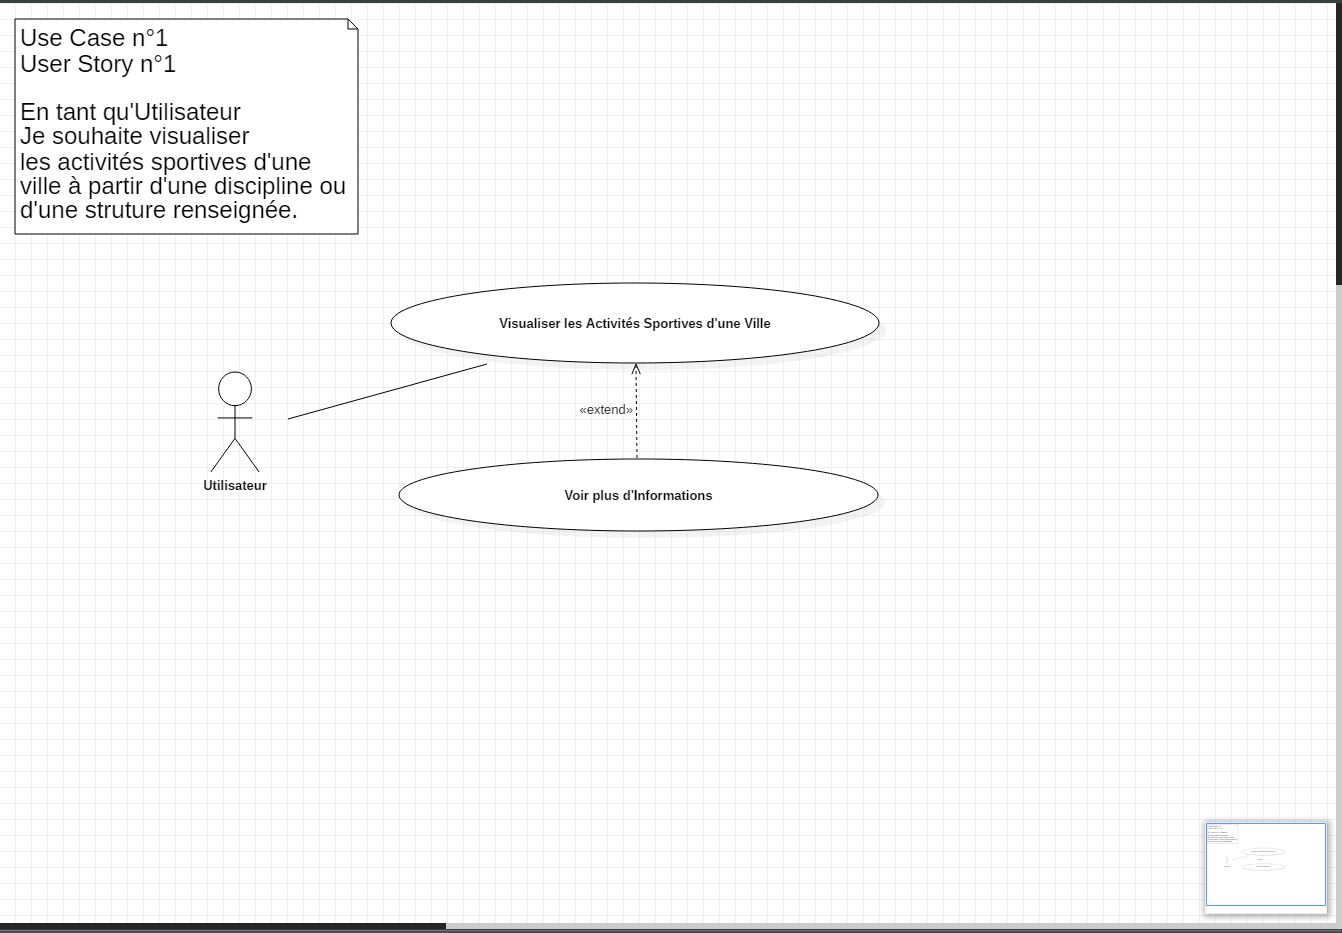 Use Case n°1
User Story n°1
En tant qu'Utilisateur
Je souhaite visualiser
les activités sportives d'une
ville à partir d'une discipline ou
d'une struture renseignée.
Visualiser les Activités Sportives d'une Ville
«extend»
Utilisateur
Voir plus d'Informations